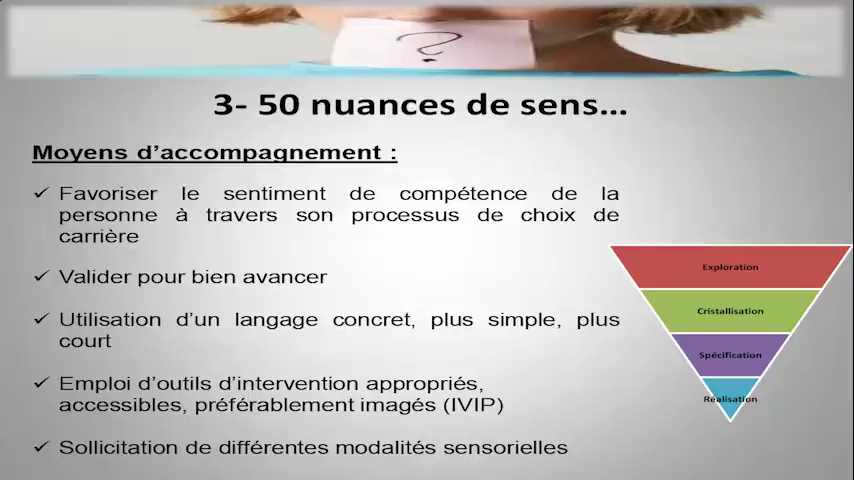 ?
3- 50 nuances de sens...
Moyens d'accompagnement :
✓ Favoriser le sentiment de compétence de la
personne à travers son processus de choix de
carrière
✓ Valider pour bien avancer
✓ Utilisation d'un langage concret, plus simple, plus
court
✓ Emploi d'outils d'intervention appropriés,
accessibles, préférablement imagés (IVIP)
✓ Sollicitation de différentes modalités sensorielles
Exploration
Cristallisation
Spécification
Réalisation